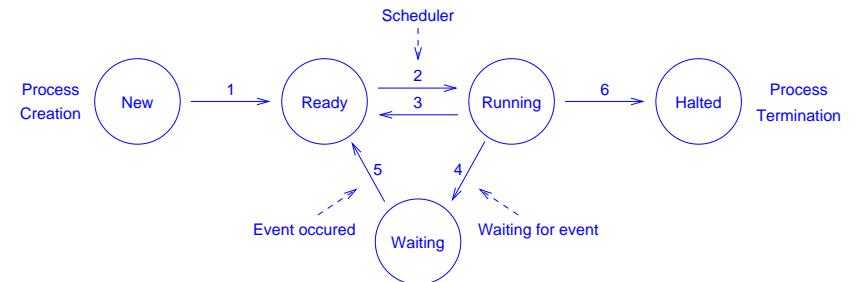 Scheduler
Process
Creation
New
1
Ready
2
3
Running
6
Halted
Process
Termination
5
4
Event occured
Waiting
Waiting for event